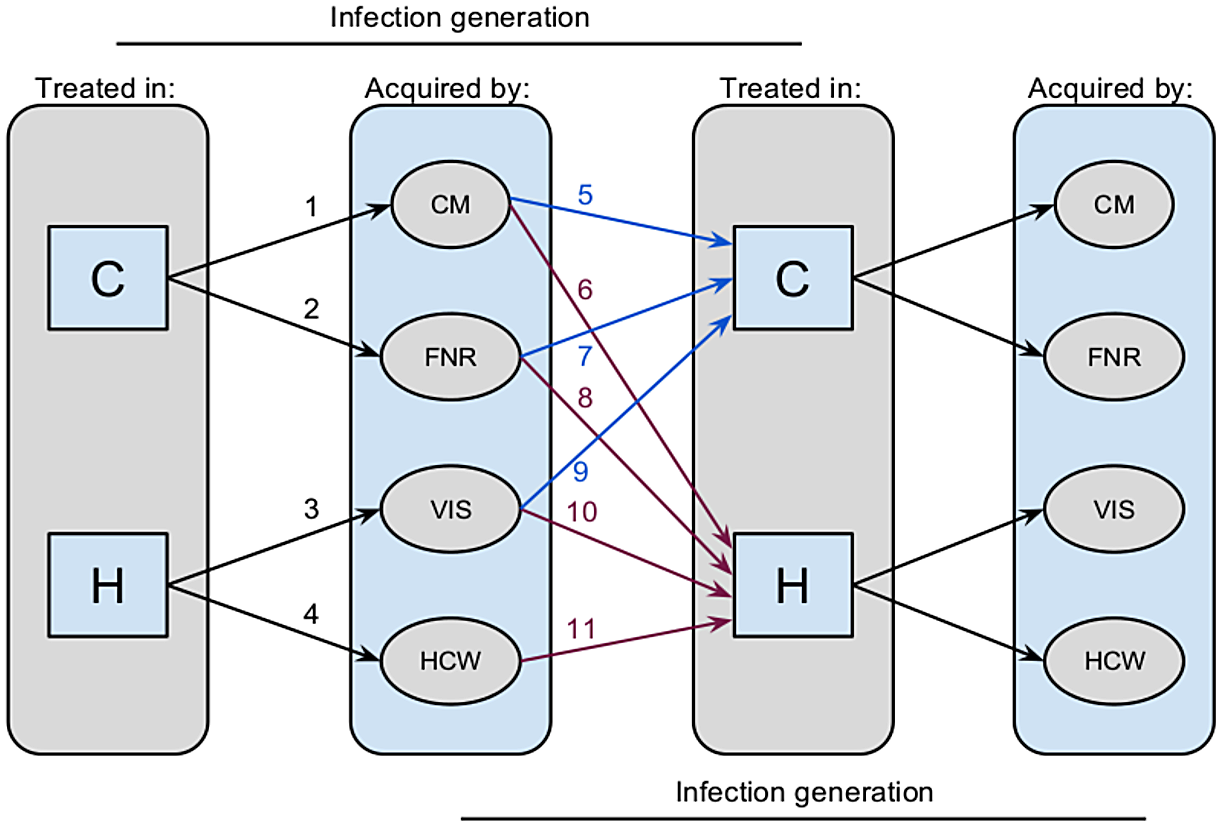 Infection generation
Treated in:
Acquired by:
Treated in:
Acquired by:
C
H
1
2
3
4
CM
FNR
VIS
HCW
5
6
7
8
9
10
11
C
H
CM
FNR
VIS
HCW
Infection generation